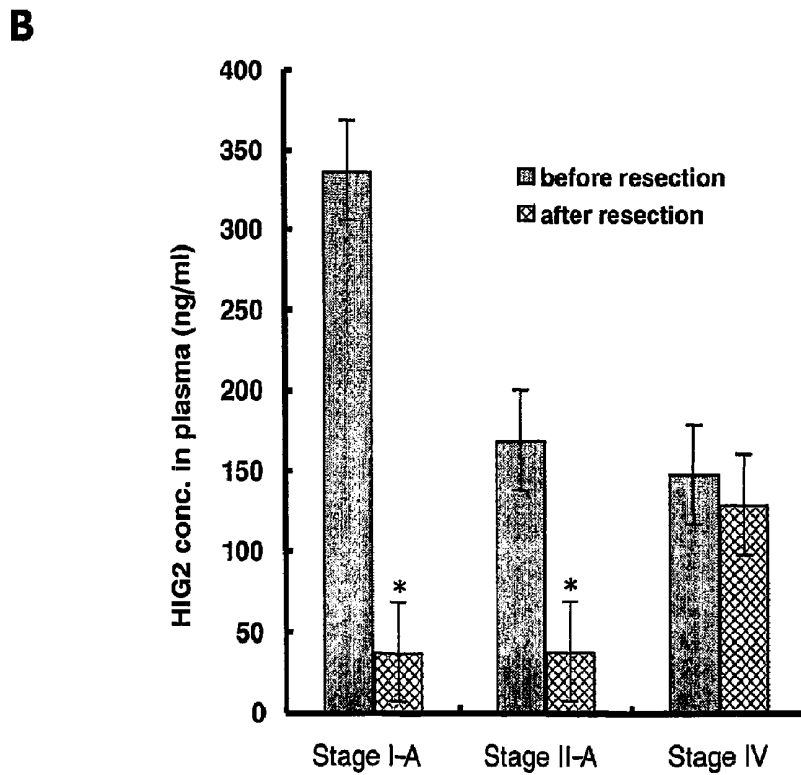 B
400
350
300
250
200
150
100
50
0
HIG2 conc. in plasma (ng/ml)
before resection
after resection
*
*
Stage I-A
Stage II-A
Stage IV